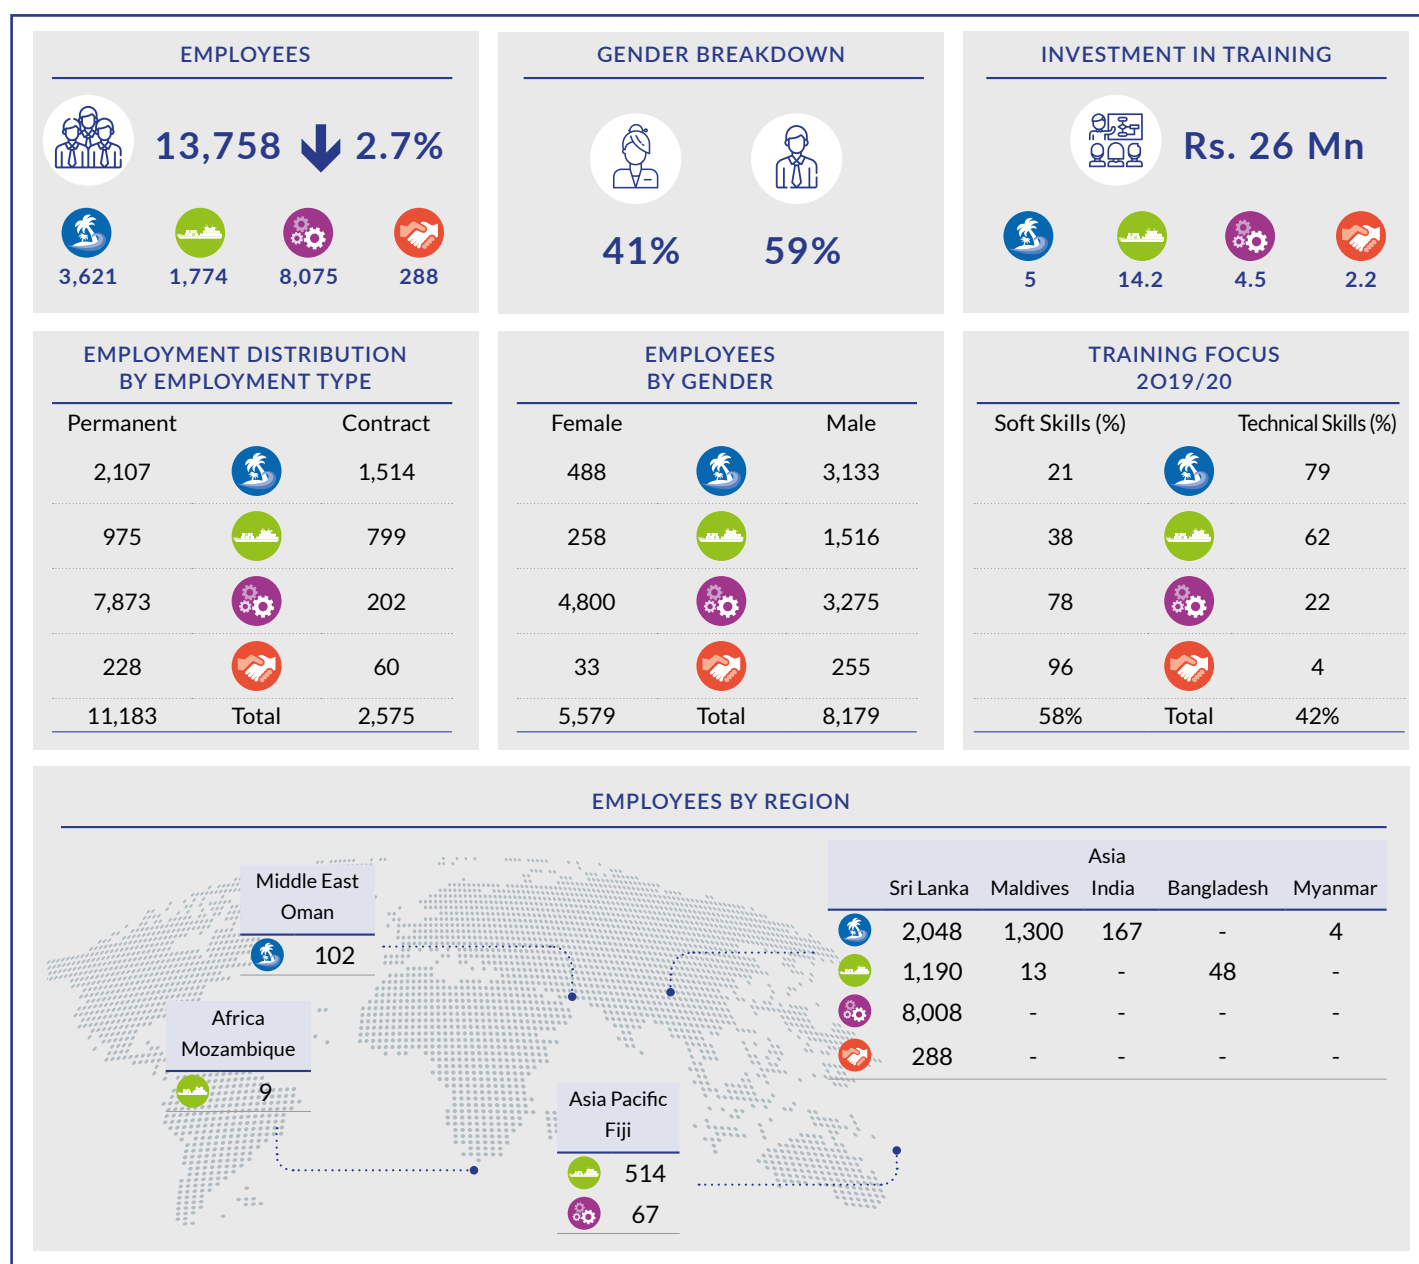 EMPLOYEES
13,758 2.7%
3,621 1,774 8,075 288
GENDER BREAKDOWN
41% 59%
INVESTMENT IN TRAINING
Rs. 26 Mn
5 14.2 4.5 2.2
EMPLOYMENT DISTRIBUTION
BY EMPLOYMENT TYPE
Permanent Contract
2,107 1,514
975 799
7,873 202
228 60
11,183 Total 2,575
EMPLOYEES
BY GENDER
Female Male
488 3,133
258 1,516
4,800 3,275
33 255
5,579 Total 8,179
TRAINING FOCUS
2O19/20
Soft Skills (%) Technical Skills (%)
21 79
38 62
78 22
96 4
58% Total 42%
EMPLOYEES BY REGION
Middle East
Oman
102
Africa
Mozambique
9
Asia Pacific
Fiji
514
67
Asia
Sri Lanka Maldives India Bangladesh Myanmar
2,048 1,300 167 - 4
1,190 13 - 48 -
8,008 - - - -
288 - - - -